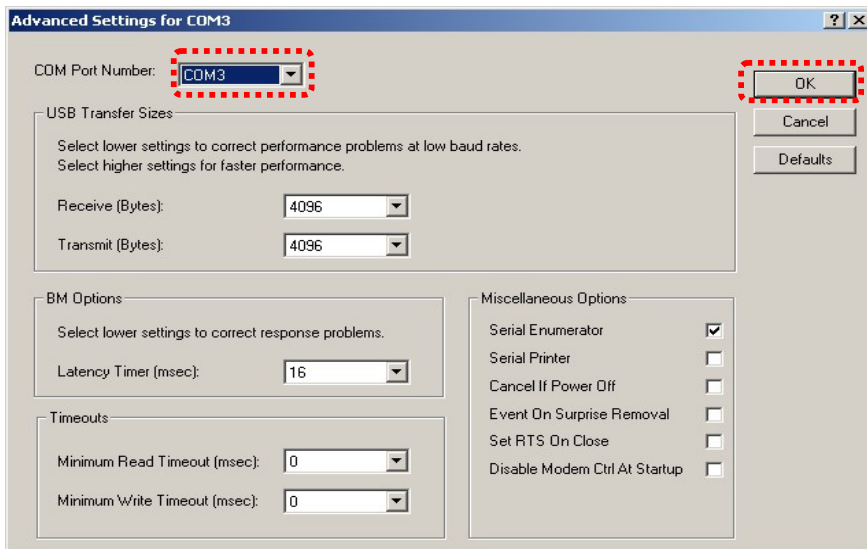 Advanced Settings for COM3
COM Port Number: COM3
OK
USB Transfer Sizes
Cancel
Select lower settings to correct performance problems at low baud rates.
Defaults
Select higher settings for faster performance.
Receive (Bytes): 4096
Transmit (Bytes): 4096
BM Options
Select lower settings to correct response problems.
Latency Timer (msec): 16
Timeouts
Minimum Read Timeout (msec): 0
Minimum Write Timeout (msec): 0
Miscellaneous Options
Serial Enumerator
Serial Printer
Cancel If Power Off
Event On Surprise Removal
Set RTS On Close
Disable Modem Ctrl At Startup